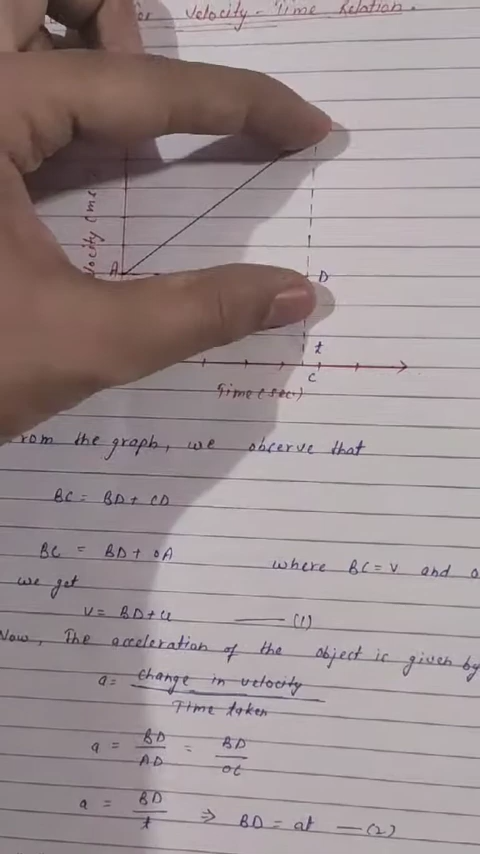 for Velocity - Time Relation.
A
D
t
C
Time (sec)
From the graph, we observe that
BC = BD + CD
BC = BD + OA where BC = V and
we get
V = BD + u — (1)
Now, The acceleration of the object is given by
a = change in velocity
Time taken
a = BD = BD
AD OC
a = BD ⇒ BD = at — (2)
t